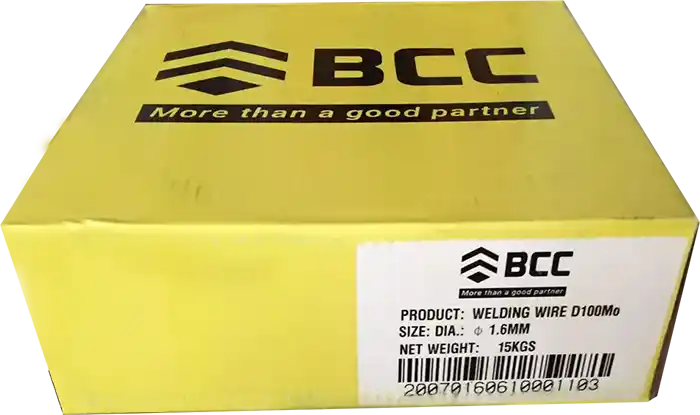 BCC
More than a good partner
BCC
More than a good partner
PRODUCT: WELDING WIRE D100Mo
SIZE: DIA.: ϕ 1.6MM
NET WEIGHT: 15KGS
20070160610001103